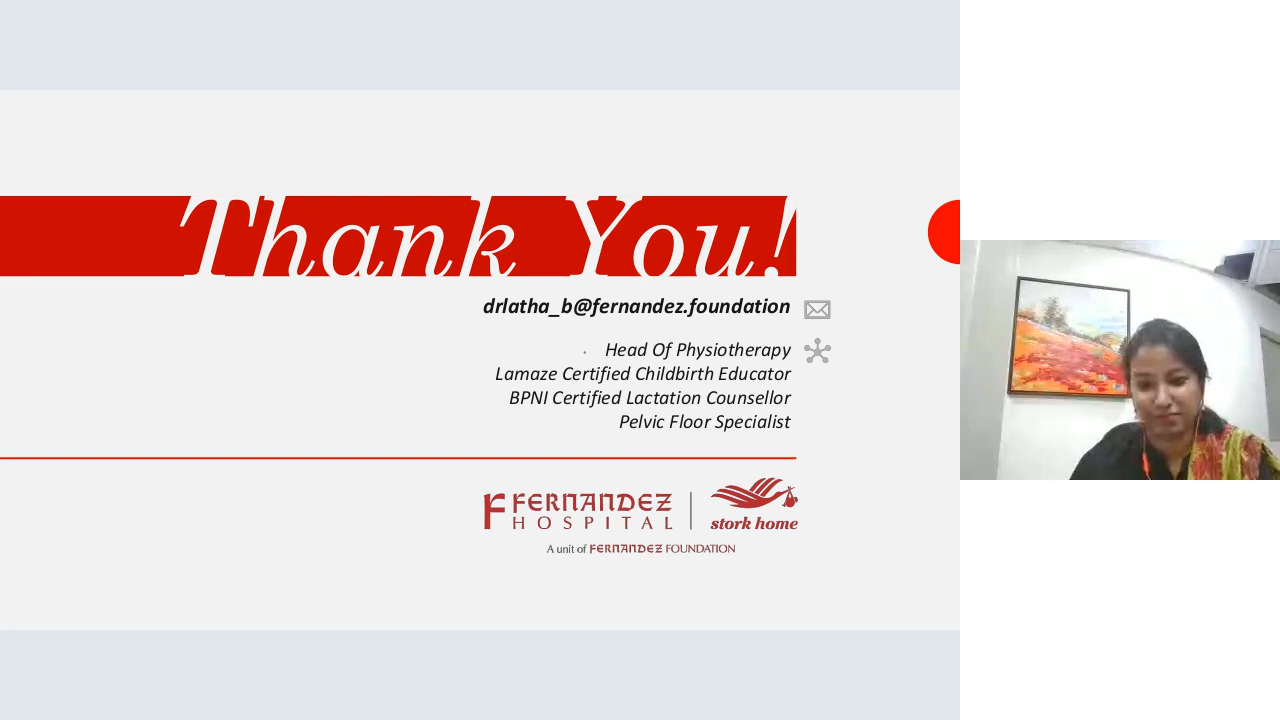 Thank You!
drlatha_b@fernandez.foundation
Head Of Physiotherapy
Lamaze Certified Childbirth Educator
BPNI Certified Lactation Counsellor
Pelvic Floor Specialist
F FERNANDEZ
HOSPITAL
stork home
A unit of FERNANDEZ FOUNDATION